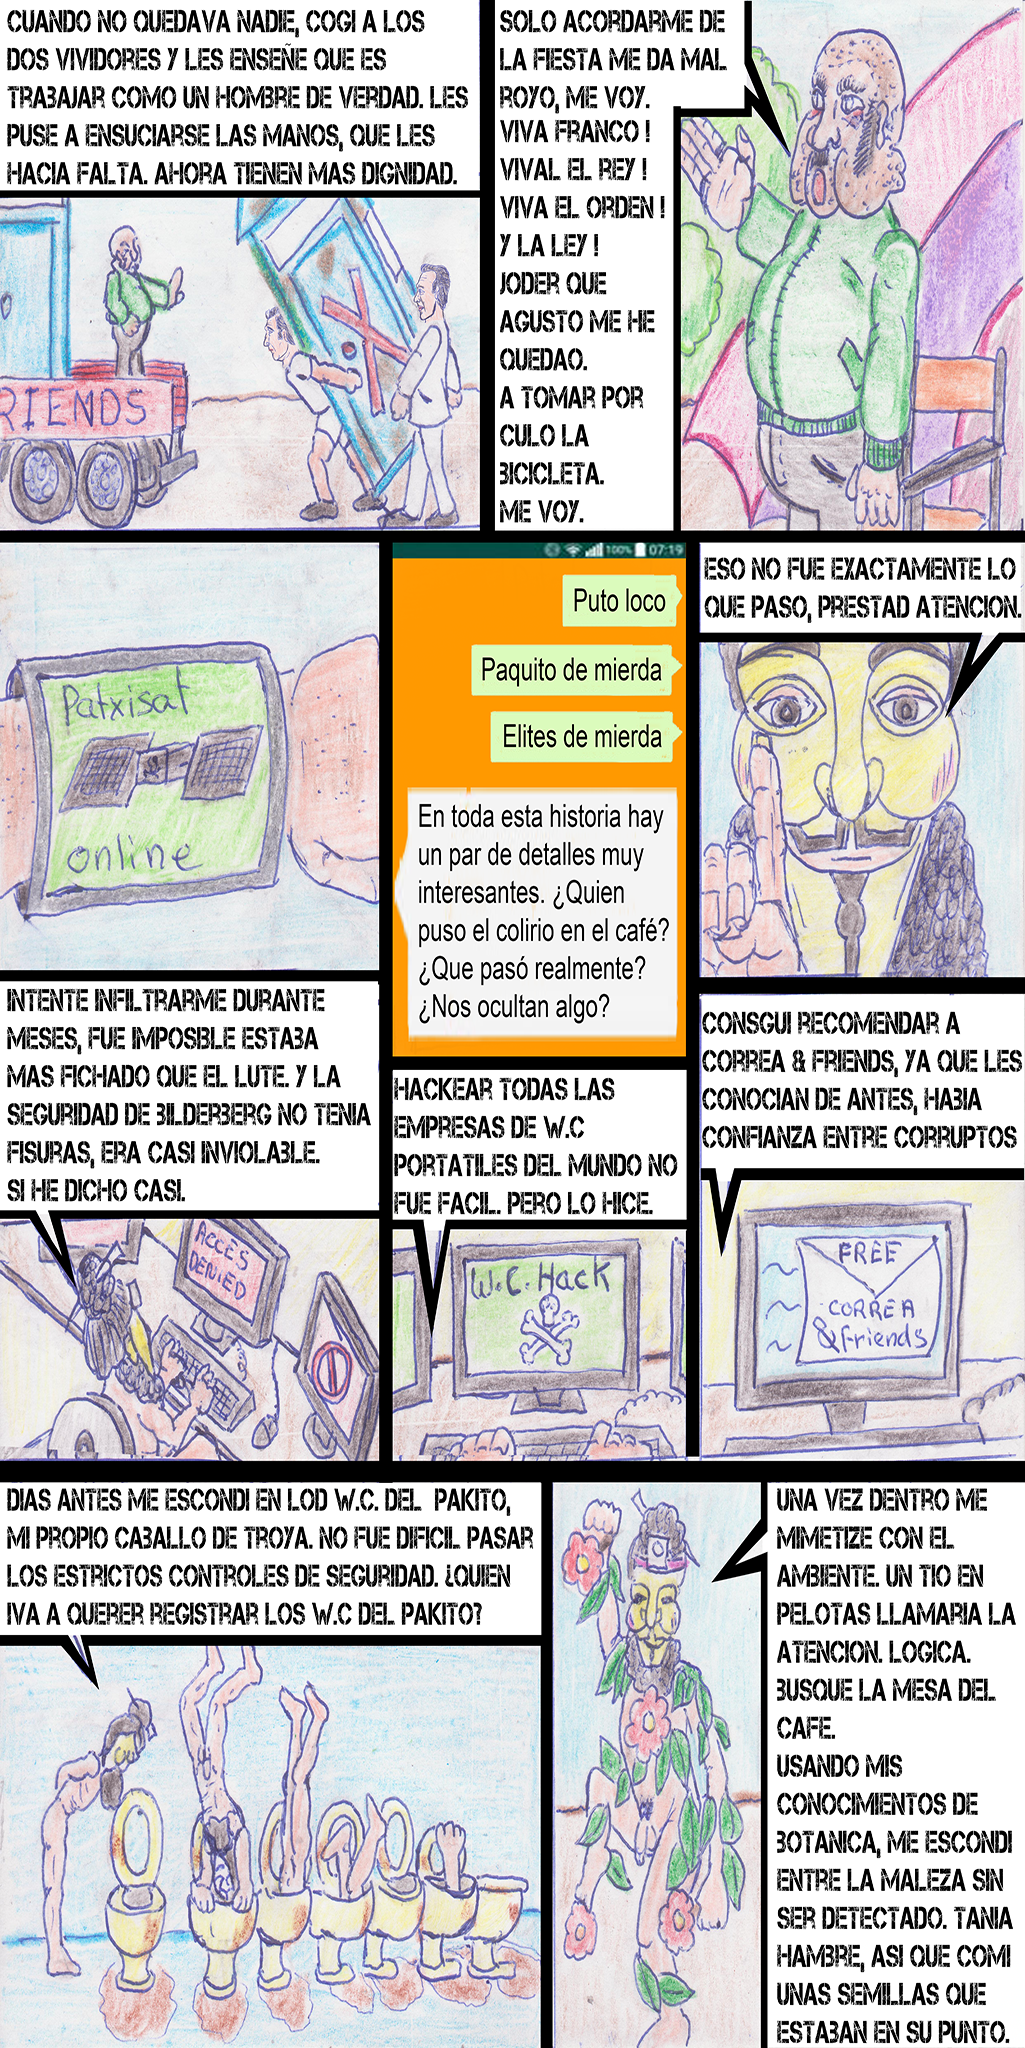 CUANDO NO QUEDAVA NADIE, COGI A LOS
DOS VIVIDORES Y LES ENSEÑE QUE ES
TRABAJAR COMO UN HOMBRE DE VERDAD. LES
PUSE A ENSUCIARSE LAS MANOS, QUE LES
HACIA FALTA. AHORA TIENEN MAS DIGNIDAD.
RIENDS
SOLO ACORDARME DE
LA FIESTA ME DA MAL
ROYO, ME VOY.
VIVA FRANCO !
VIVAL EL REY !
VIVA EL ORDEN !
Y LA LEY !
JODER QUE
AGUSTO ME HE
QUEDAO.
A TOMAR POR
CULO LA
BICICLETA.
ME VOY.
Patxisat
online
100% 07:19
Puto loco
Paquito de mierda
Elites de mierda
En toda esta historia hay
un par de detalles muy
interesantes. ¿Quien
puso el colirio en el café?
¿Que pasó realmente?
¿Nos ocultan algo?
ESO NO FUE EXACTAMENTE LO
QUE PASO, PRESTAD ATENCION.
INTENTE INFILTRARME DURANTE
MESES, FUE IMPOSBLE ESTABA
MAS FICHADO QUE EL LUTE. Y LA
SEGURIDAD DE BILDERBERG NO TENIA
FISURAS, ERA CASI INVIOLABLE.
SI HE DICHO CASI.
ACCÈS
DENIED
HACKEAR TODAS LAS
EMPRESAS DE W.C
PORTATILES DEL MUNDO NO
FUE FACIL. PERO LO HICE.
W.C. Hack
CONSGUI RECOMENDAR A
CORREA & FRIENDS, YA QUE LES
CONOCIAN DE ANTES, HABIA
CONFIANZA ENTRE CORRUPTOS
FREE
CORREA
& friends
DIAS ANTES ME ESCONDI EN LOD W.C. DEL PAKITO,
MI PROPIO CABALLO DE TROYA. NO FUE DIFICIL PASAR
LOS ESTRICTOS CONTROLES DE SEGURIDAD. ¿QUIEN
IVA A QUERER REGISTRAR LOS W.C DEL PAKITO?
UNA VEZ DENTRO ME
MIMETIZE CON EL
AMBIENTE. UN TIO EN
PELOTAS LLAMARIA LA
ATENCION. LOGICA.
BUSQUE LA MESA DEL
CAFE.
USANDO MIS
CONOCIMIENTOS DE
BOTANICA, ME ESCONDI
ENTRE LA MALEZA SIN
SER DETECTADO. TANIA
HAMBRE, ASI QUE COMI
UNAS SEMILLAS QUE
ESTABAN EN SU PUNTO.